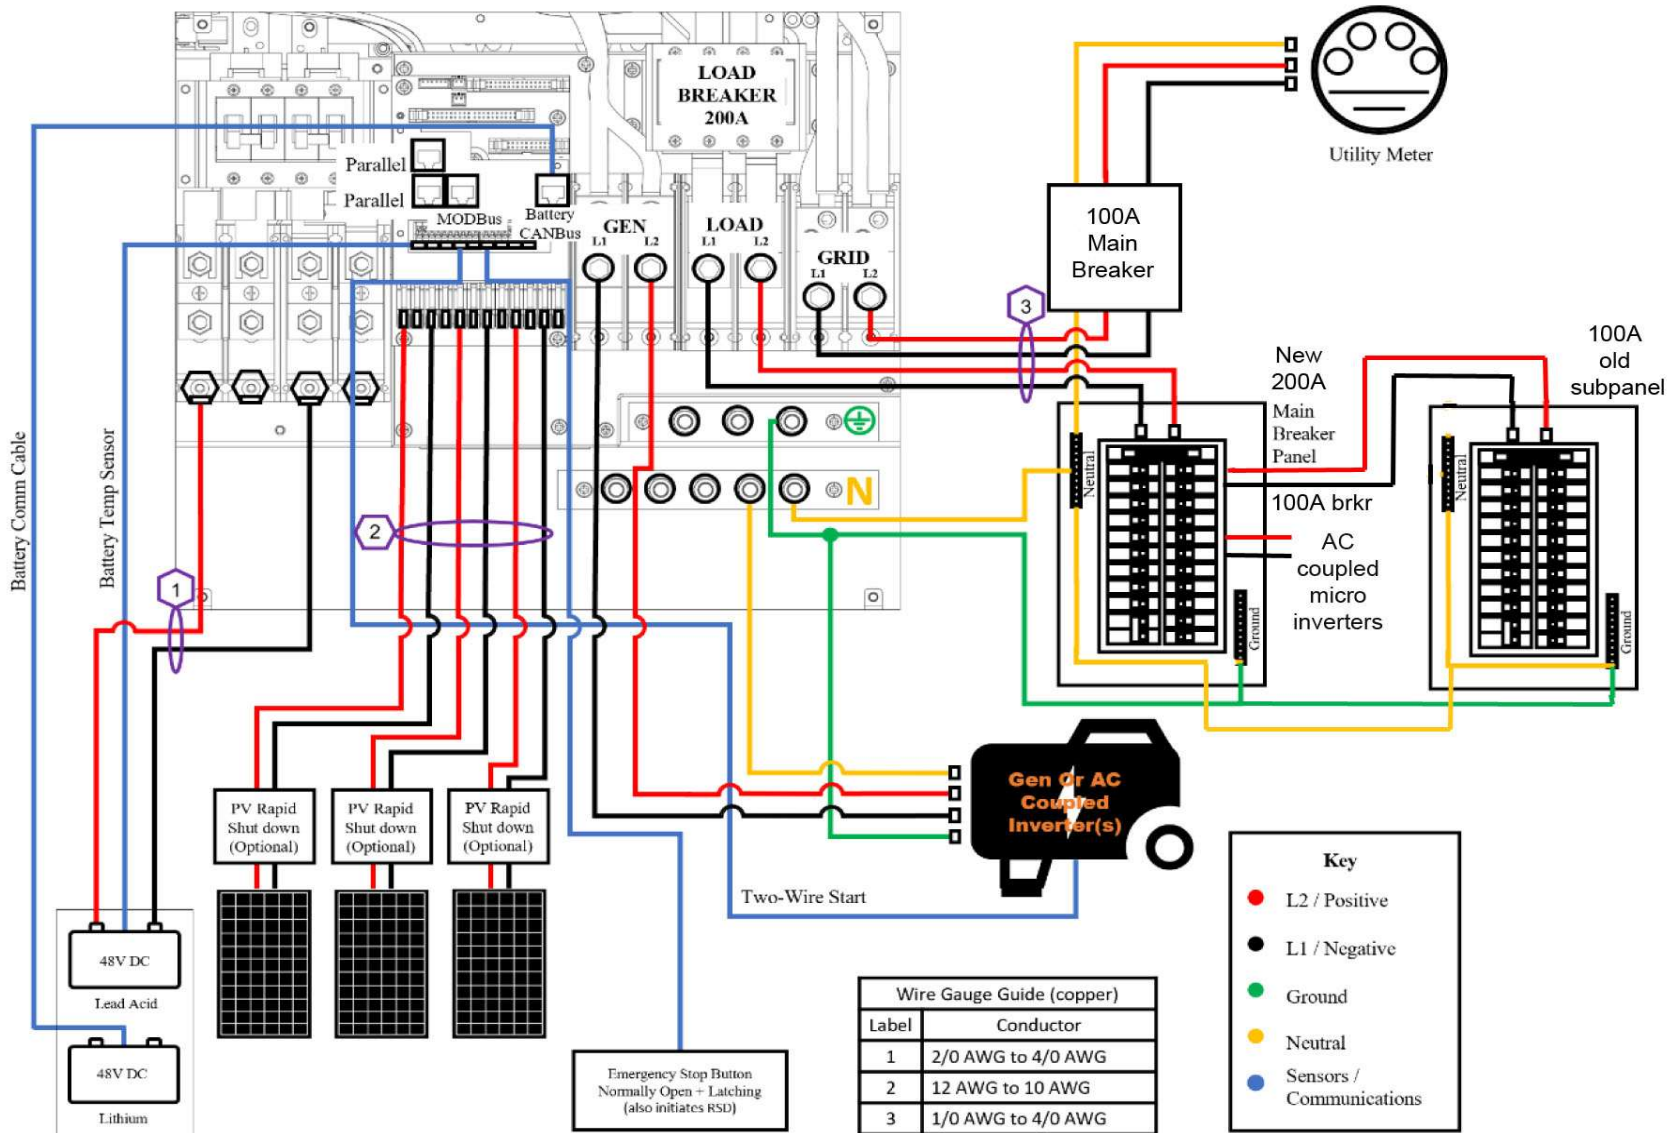 LOAD
BREAKER
200A
Utility Meter
Parallel
Parallel
MODBus
Battery
CANBus
GEN
L1 L2
LOAD
L1 L2
GRID
L1 L2
100A
Main
Breaker
3
100A
old
subpanel
New
200A
Main
Breaker
Panel
Neutral
Neutral
100A brkr
AC
coupled
micro
inverters
Ground
Ground
N
Battery Comm Cable
Battery Temp Sensor
2
1
PV Rapid
Shut down
(Optional)
PV Rapid
Shut down
(Optional)
PV Rapid
Shut down
(Optional)
Gen Or AC
Coupled
Inverter(s)
Two-Wire Start
48V DC
Lead Acid
48V DC
Lithium
Emergency Stop Button
Normally Open + Latching
(also initiates RSD)
Wire Gauge Guide (copper)
Label Conductor
1 2/0 AWG to 4/0 AWG
2 12 AWG to 10 AWG
3 1/0 AWG to 4/0 AWG
Key
L2 / Positive
L1 / Negative
Ground
Neutral
Sensors /
Communications